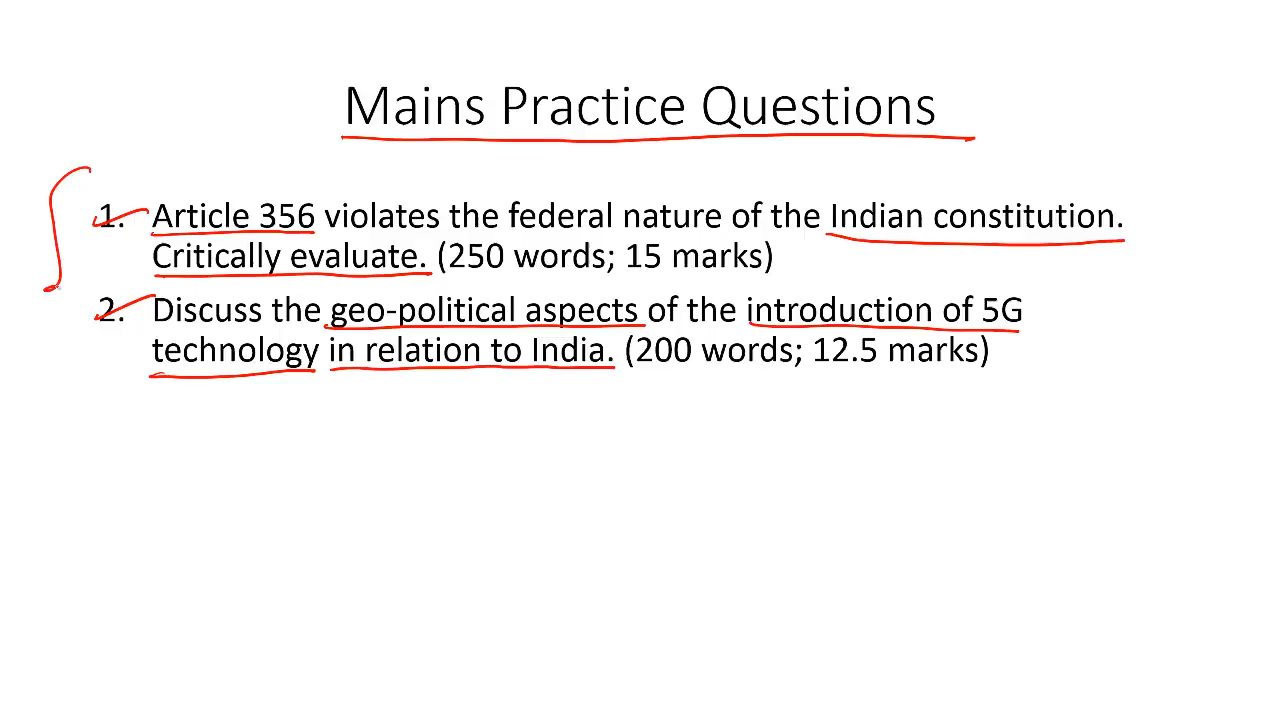 Mains Practice Questions
1. Article 356 violates the federal nature of the Indian constitution.
Critically evaluate. (250 words; 15 marks)
2. Discuss the geo-political aspects of the introduction of 5G
technology in relation to India. (200 words; 12.5 marks)